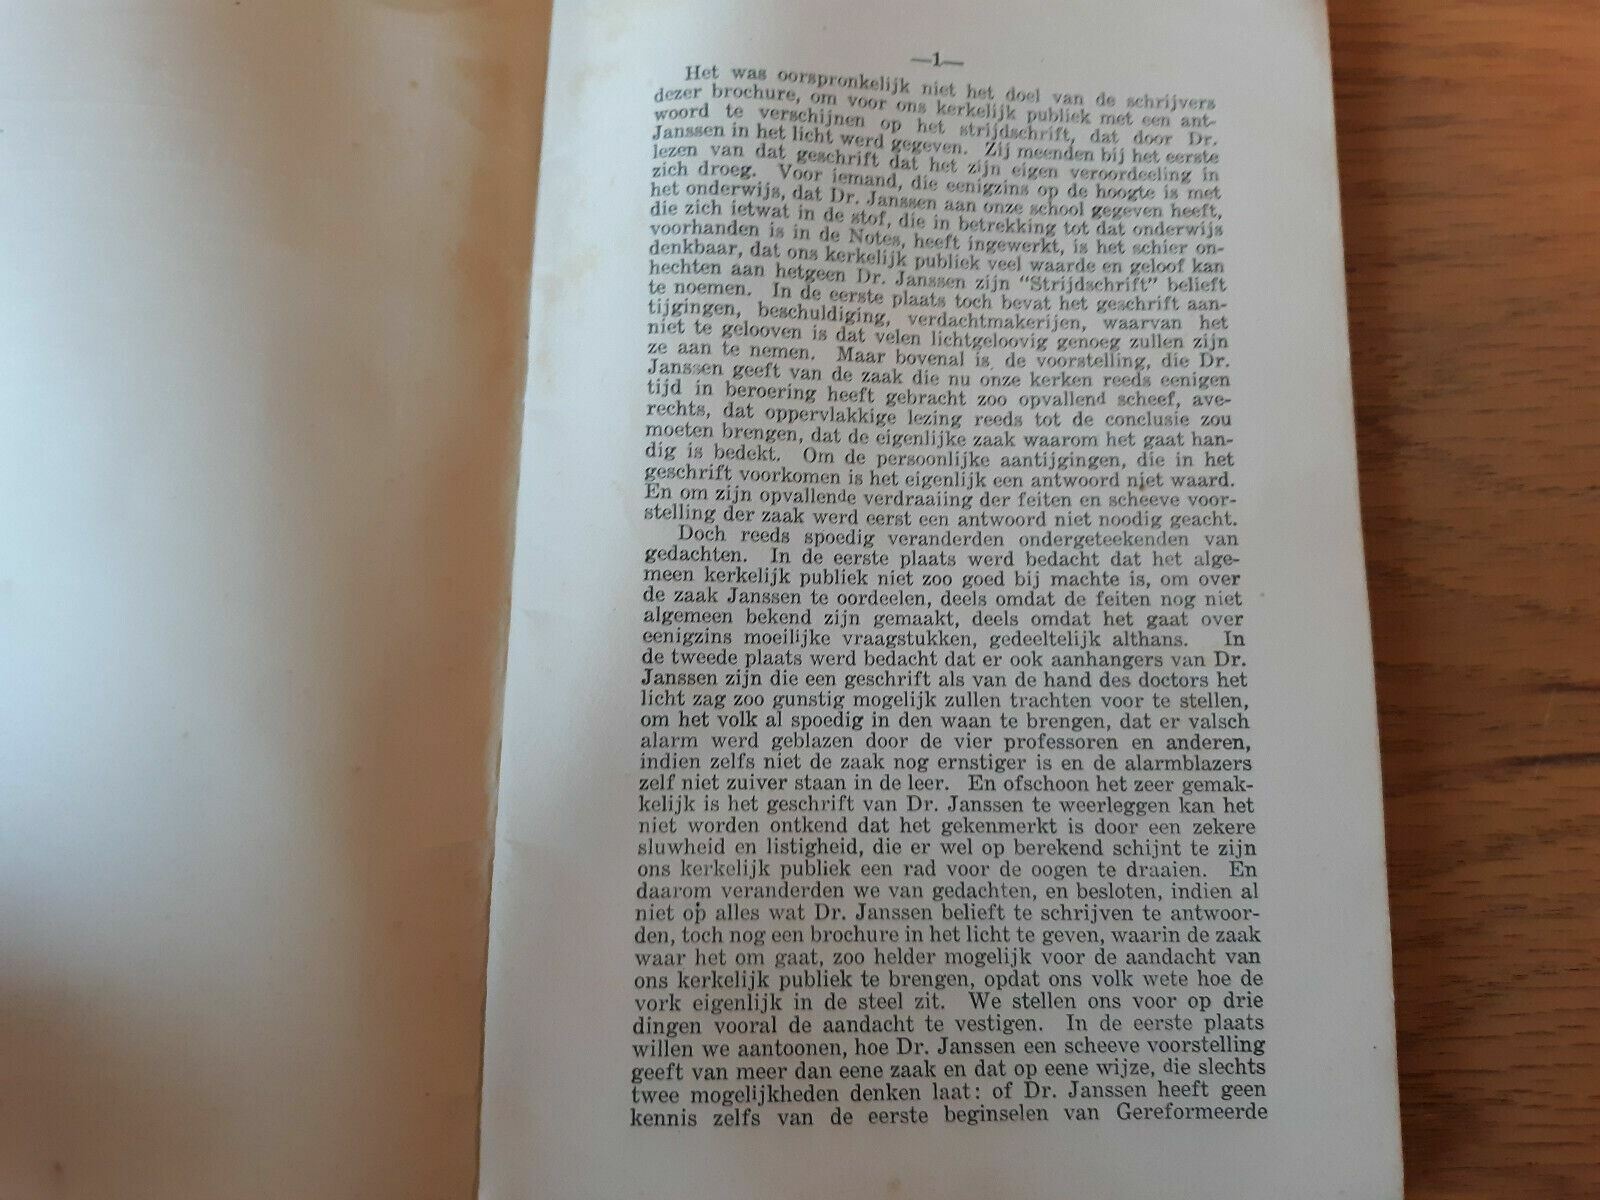 —1—
Het was oorspronkelijk niet het doel van de schrijvers
dezer brochure, om voor ons kerkelijk publiek met een ant-
woord te verschijnen op het strijdschrift, dat door Dr.
Janssen in het licht werd gegeven. Zij meenden bij het eerste
lezen van dat geschrift dat het zijn eigen veroordeeling in
zich droeg. Voor iemand, die eenigzins op de hoogte is met
het onderwijs, dat Dr. Janssen aan onze school gegeven heeft,
die zich ietwat in de stof, die in betrekking tot dat onderwijs
voorhanden is in de Notes, heeft ingewerkt, is het schier on-
denkbaar, dat ons kerkelijk publiek veel waarde en geloof kan
hechten aan hetgeen Dr. Janssen zijn "Strijdschrift" belieft
te noemen. In de eerste plaats toch bevat het geschrift aan-
tijgingen, beschuldiging, verdachtmakerijen, waarvan het
niet te gelooven is dat velen lichtgeloovig genoeg zullen zijn
ze aan te nemen. Maar bovenal is de voorstelling, die Dr.
Janssen geeft van de zaak die nu onze kerken reeds eenigen
tijd in beroering heeft gebracht zoo opvallend scheef, ave-
rechts, dat oppervlakkige lezing reeds tot de conclusie zou
moeten brengen, dat de eigenlijke zaak waarom het gaat han-
dig is bedekt. Om de persoonlijke aantijgingen, die in het
geschrift voorkomen is het eigenlijk een antwoord niet waard.
En om zijn opvallende verdraaiing der feiten en scheeve voor-
stelling der zaak werd eerst een antwoord niet noodig geacht.
Doch reeds spoedig veranderden ondergeteekenden van
gedachten. In de eerste plaats werd bedacht dat het alge-
meen kerkelijk publiek niet zoo goed bij machte is, om over
de zaak Janssen te oordeelen, deels omdat de feiten nog niet
algemeen bekend zijn gemaakt, deels omdat het gaat over
eenigzins moeilijke vraagstukken, gedeeltelijk althans. In
de tweede plaats werd bedacht dat er ook aanhangers van Dr.
Janssen zijn die een geschrift als van de hand des doctors het
licht zag zoo gunstig mogelijk zullen trachten voor te stellen,
om het volk al spoedig in den waan te brengen, dat er valsch
alarm werd geblazen door de vier professoren en anderen,
indien zelfs niet de zaak nog ernstiger is en de alarmblazers
zelf niet zuiver staan in de leer. En ofschoon het zeer gemak-
kelijk is het geschrift van Dr. Janssen te weerleggen kan het
niet worden ontkend dat het gekenmerkt is door een zekere
sluwheid en listigheid, die er wel op berekend schijnt te zijn
ons kerkelijk publiek een rad voor de oogen te draaien. En
daarom veranderden we van gedachten, en besloten, indien al
niet op alles wat Dr. Janssen belieft te schrijven te antwoor-
den, toch nog een brochure in het licht te geven, waarin de zaak
waar het om gaat, zoo helder mogelijk voor de aandacht van
ons kerkelijk publiek te brengen, opdat ons volk wete hoe de
vork eigenlijk in de steel zit. We stellen ons voor op drie
dingen vooral de aandacht te vestigen. In de eerste plaats
willen we aantoonen, hoe Dr. Janssen een scheeve voorstelling
geeft van meer dan eene zaak en dat op eene wijze, die slechts
twee mogelijkheden denken laat: of Dr. Janssen heeft geen
kennis zelfs van de eerste beginselen van Gereformeerde